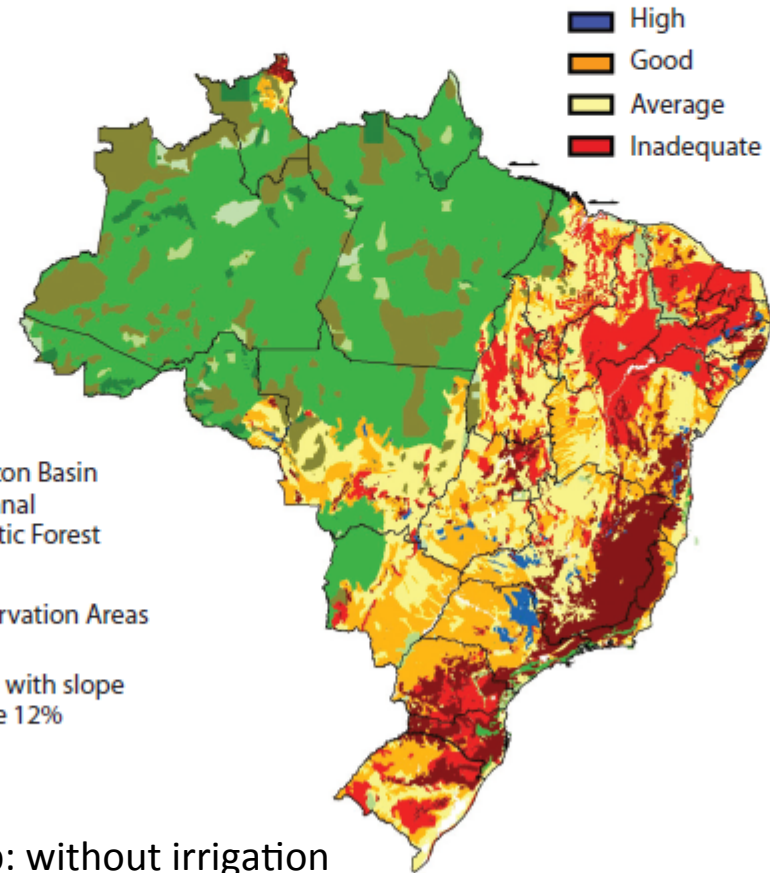 High
Good
Average
Inadequate
on Basin
nal
tic Forest
rvation Areas
with slope
e 12%
: without irrigation